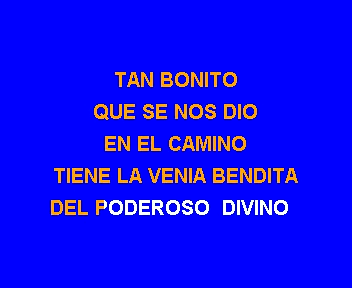 TAN BONITO
QUE SE NOS DIO
EN EL CAMINO
TIENE LA VENIA BENDITA
DEL PODEROSO  DIVINO